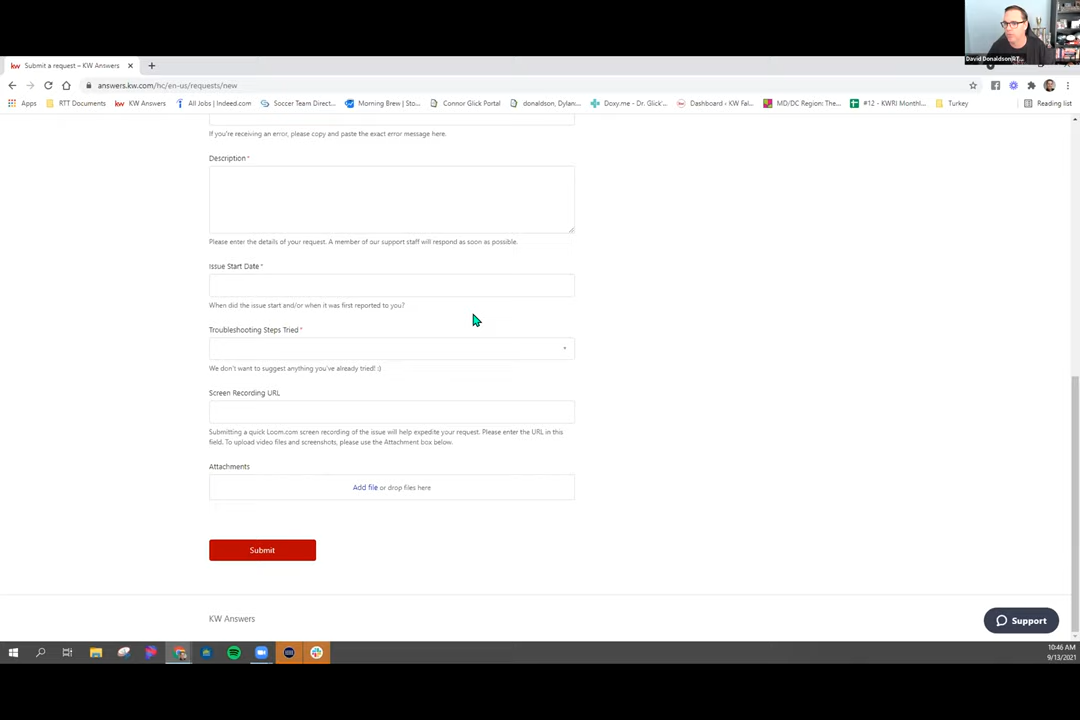 David Donaldson|RT...
kw Submit a request – KW Answers
answers.kw.com/hc/en-us/requests/new
Apps RTT Documents KW Answers All Jobs | Indeed.com Soccer Team Direct... Morning Brew | Sto... Connor Glick Portal donaldson, Dylan... Doxy.me - Dr. Glick'... Dashboard ‹ KW Fal... MD/DC Region: The... #12 - KWRI Monthl... Turkey Reading list
If you're receiving an error, please copy and paste the exact error message here.
Description *
Please enter the details of your request. A member of our support staff will respond as soon as possible.
Issue Start Date *
When did the issue start and/or when it was first reported to you?
Troubleshooting Steps Tried *
We don't want to suggest anything you've already tried! :)
Screen Recording URL
Submitting a quick Loom.com screen recording of the issue will help expedite your request. Please enter the URL in this
field. To upload video files and screenshots, please use the Attachment box below.
Attachments
Add file or drop files here
Submit
KW Answers
Support
10:46 AM
9/13/2021